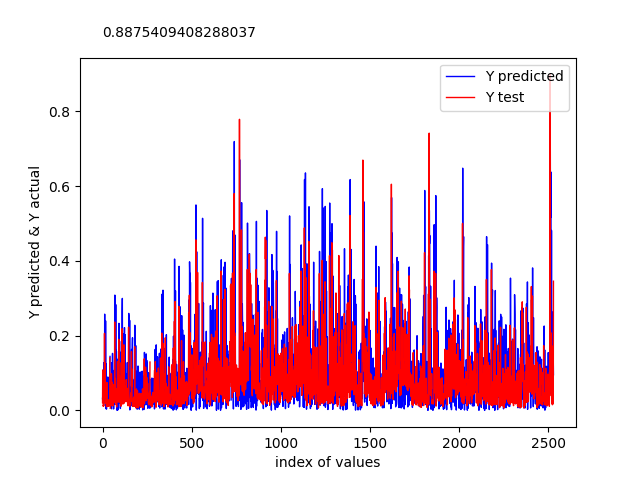 0.8875409408288037
Y predicted
Y test
0.8
0.6
0.4
0.2
0.0
Y predicted & Y actual
0 500 1000 1500 2000 2500
index of values